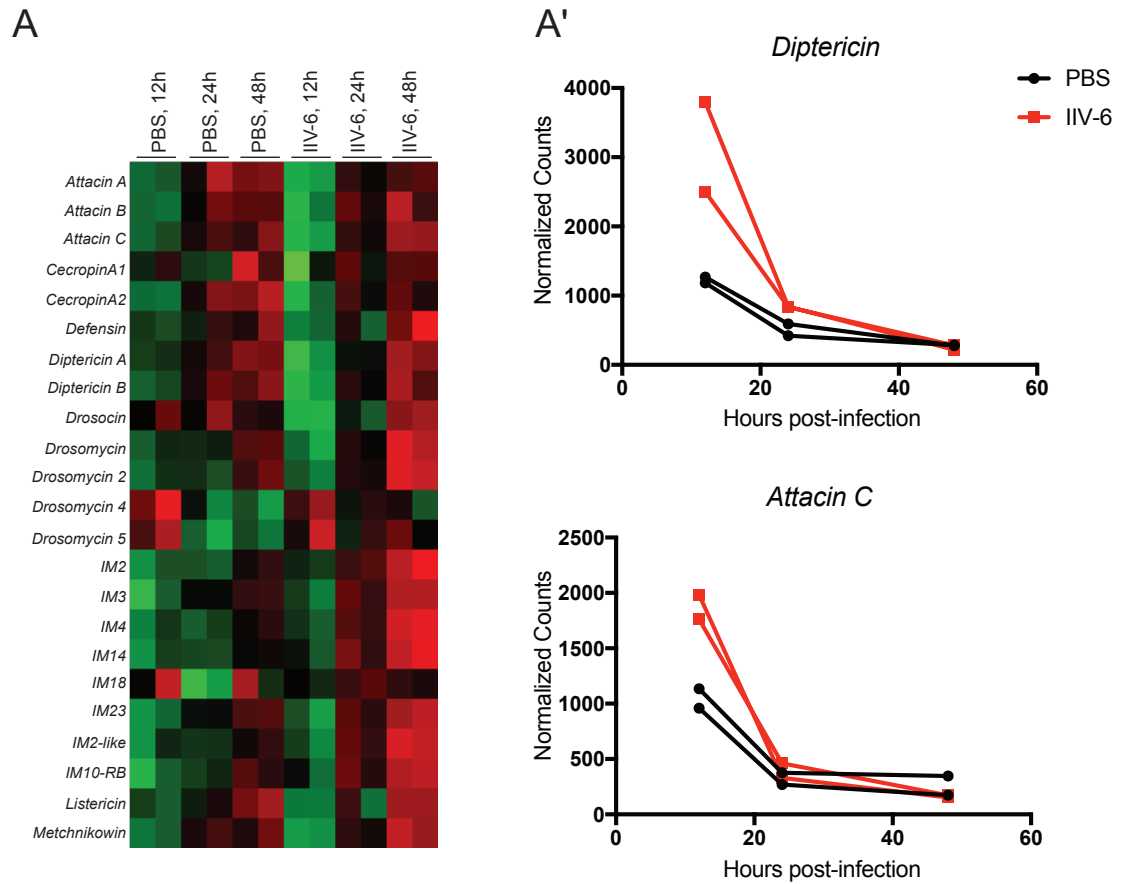 A
PBS, 12h
PBS, 24h
PBS, 48h
IIV-6, 12h
IIV-6, 24h
IIV-6, 48h
Attacin A
Attacin B
Attacin C
CecropinA1
CecropinA2
Defensin
Diptericin A
Diptericin B
Drosocin
Drosomycin
Drosomycin 2
Drosomycin 4
Drosomycin 5
IM2
IM3
IM4
IM14
IM18
IM23
IM2-like
IM10-RB
Listericin
Metchnikowin
A'
Diptericin
PBS
IIV-6
Normalized Counts
4000
3000
2000
1000
0
0 20 40 60
Hours post-infection
Attacin C
Normalized Counts
2500
2000
1500
1000
500
0
0 20 40 60
Hours post-infection